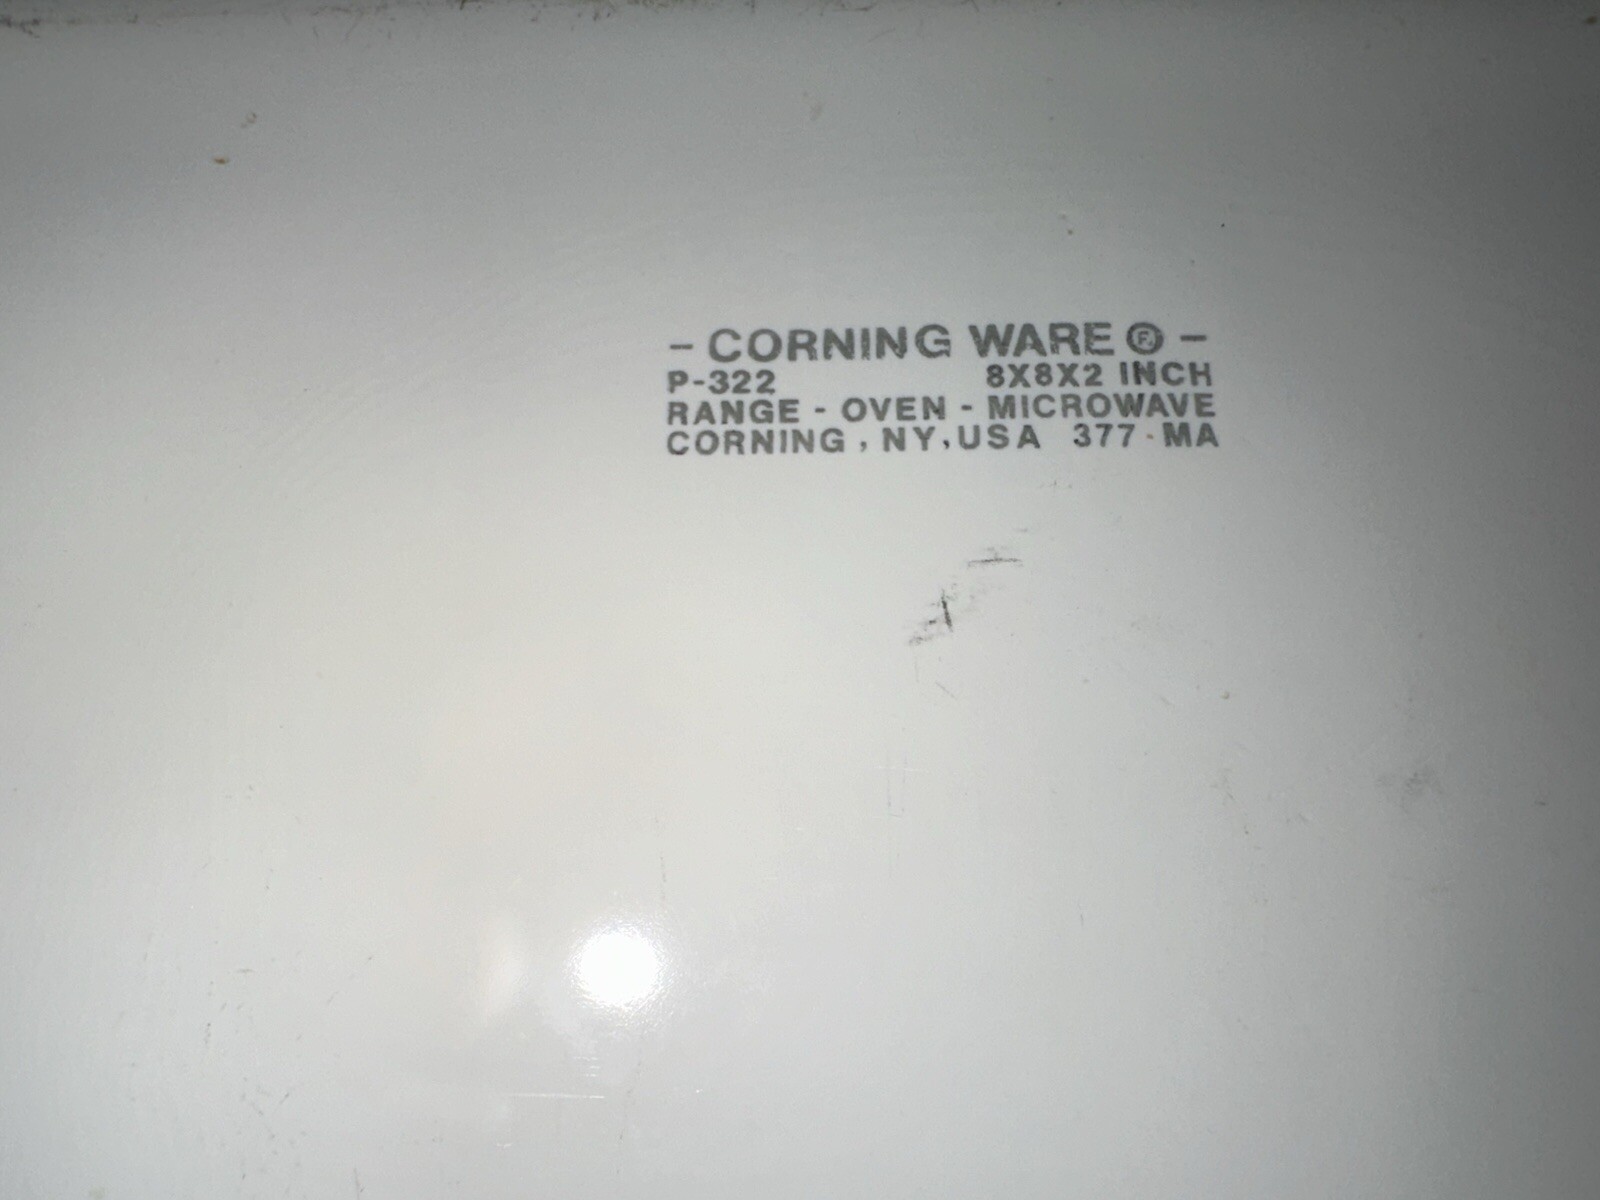 - CORNING WARE ® -
P-322 8X8X2 INCH
RANGE - OVEN - MICROWAVE
CORNING , NY, USA 377 - MA